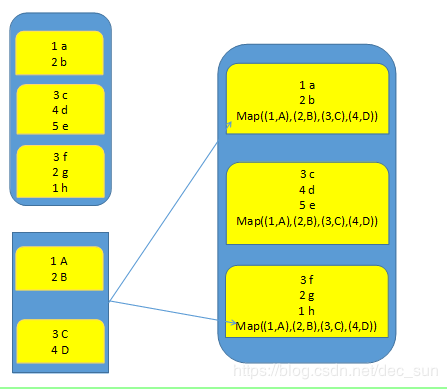 1 a
2 b
3 c
4 d
5 e
3 f
2 g
1 h
1 A
2 B
3 C
4 D
1 a
2 b
Map((1,A),(2,B),(3,C),(4,D))
3 c
4 d
5 e
Map((1,A),(2,B),(3,C),(4,D))
3 f
2 g
1 h
Map((1,A),(2,B),(3,C),(4,D))
https://blog.csdn.net/dec_sun